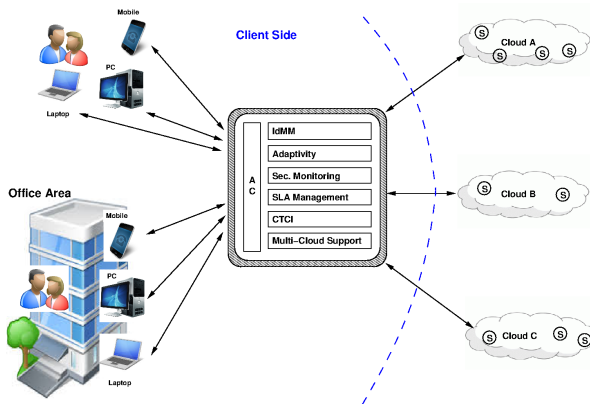 Mobile
Client Side
PC
Laptop
Cloud A
S
S
S
S
A
C
IdMM
Adaptivity
Sec. Monitoring
SLA Management
CTCI
Multi-Cloud Support
Cloud B
S
S
Office Area
Mobile
PC
Laptop
Cloud C
S
S
S